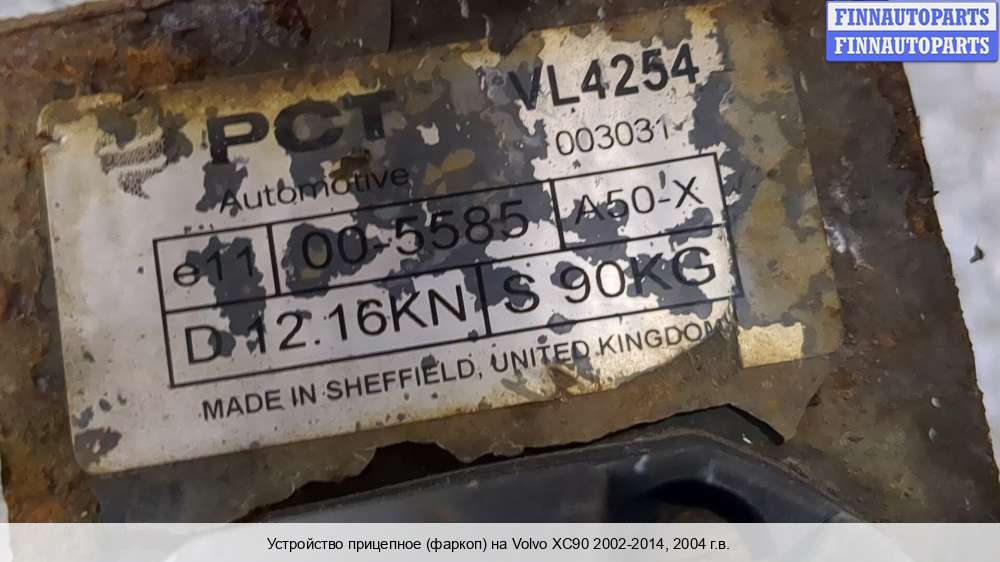 FINNAUTOPARTS
FINNAUTOPARTS
PCT
VL4254
003031
Automotive
e11 00-5585 A50-X
D 12.16KN S 90KG
MADE IN SHEFFIELD, UNITED KINGDOM
Устройство прицепное (фаркоп) на Volvo XC90 2002-2014, 2004 г.в.